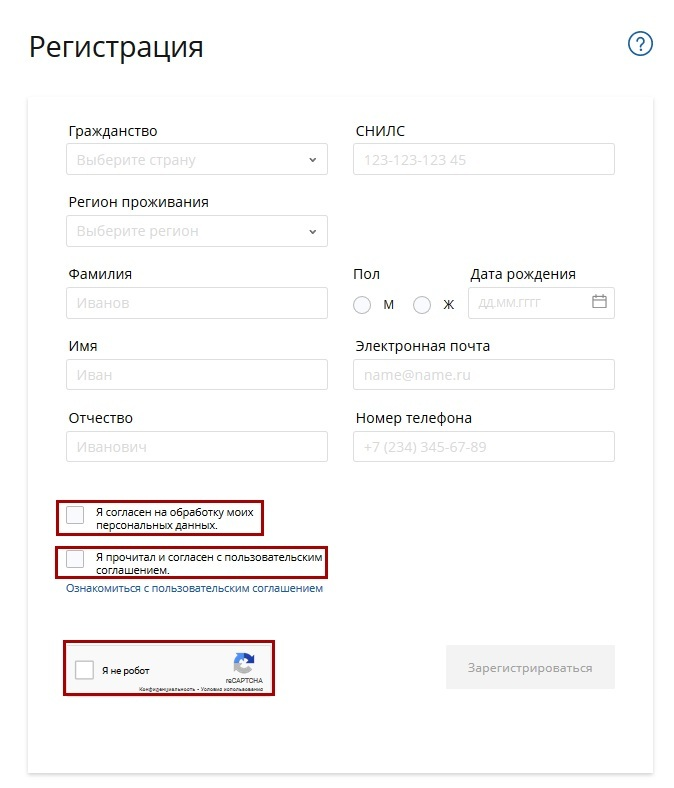 Регистрация
?
Гражданство
СНИЛС
Выберите страну
123-123-123 45
Регион проживания
Выберите регион
Фамилия
Пол
Дата рождения
Иванов
М
Ж
ДД.ММ.ГГГГ
Имя
Электронная почта
Иван
name@name.ru
Отчество
Номер телефона
Иванович
+7 (234) 345-67-89
Я согласен на обработку моих
персональных данных.
Я прочитал и согласен с пользовательским
соглашением.
Ознакомиться с пользовательским соглашением
Я не робот
reCAPTCHA
Конфиденциальность - Условия использования
Зарегистрироваться